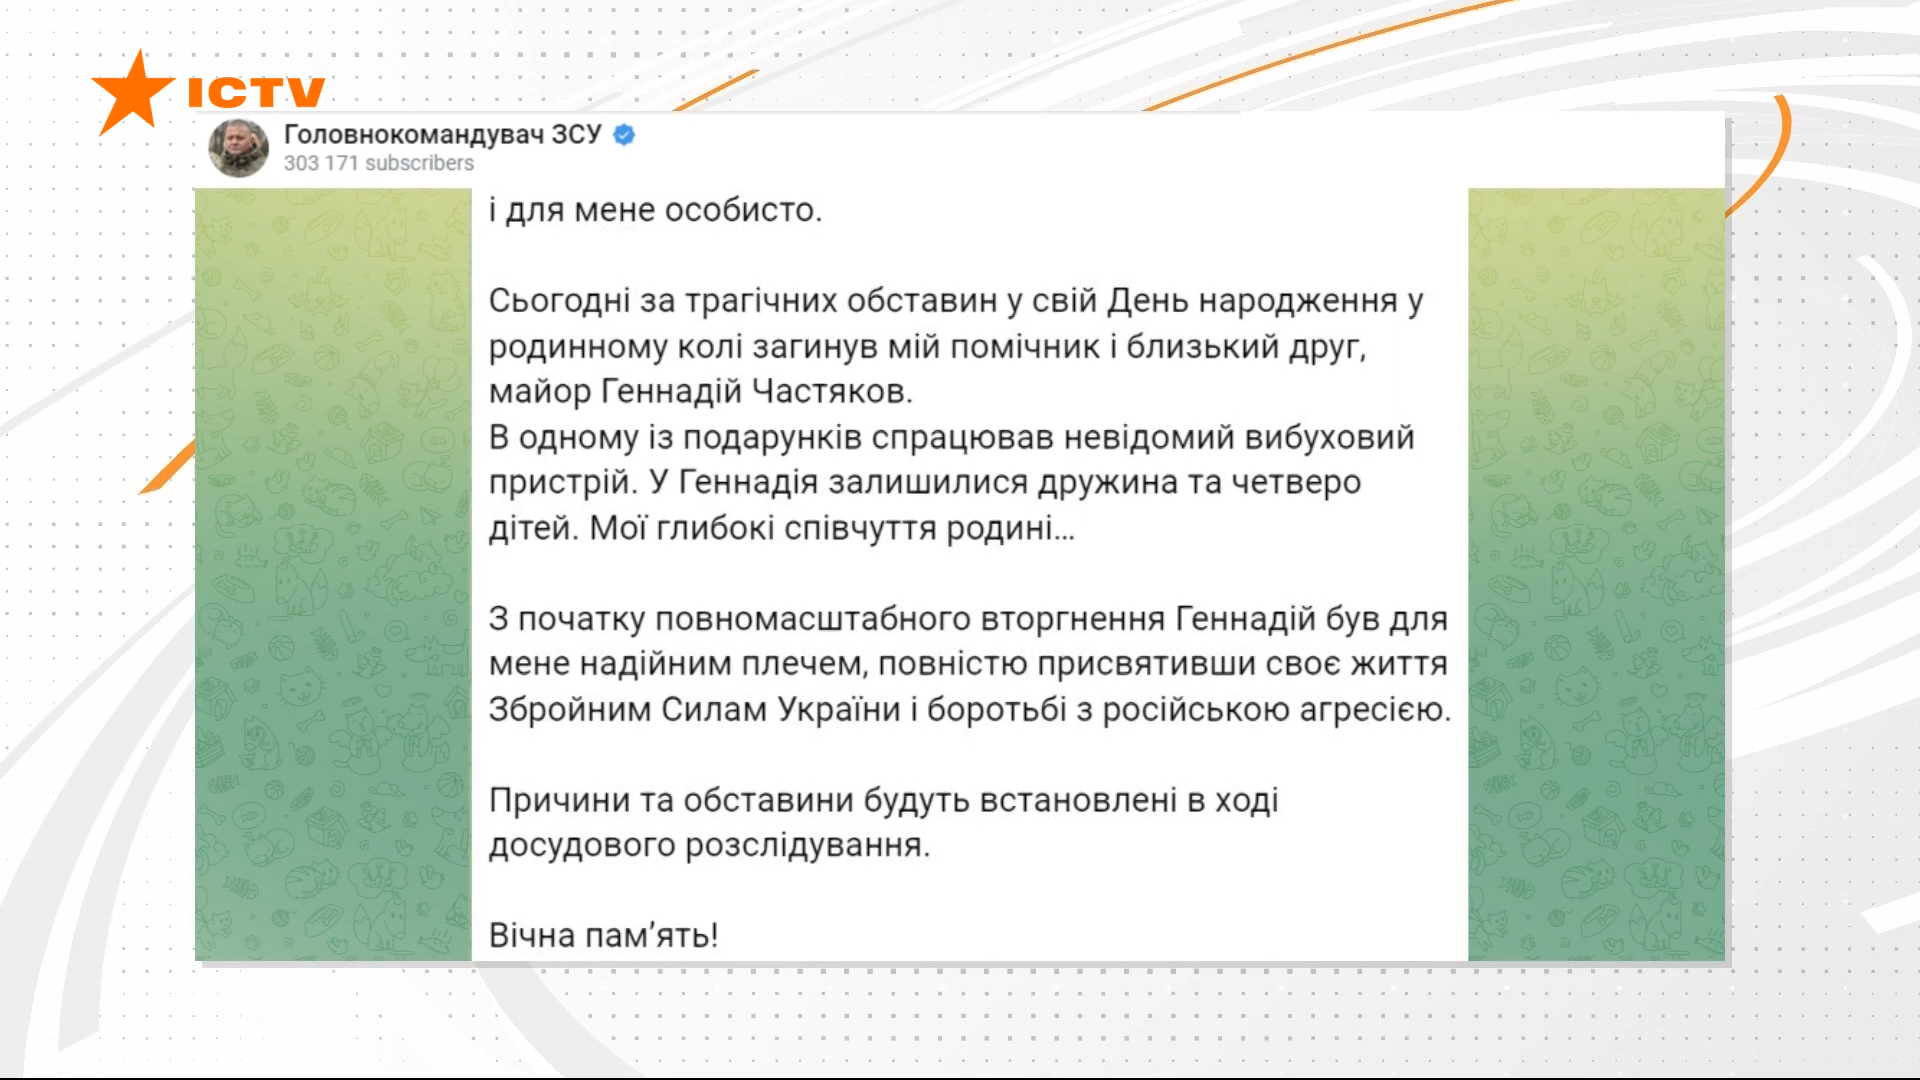 ICTV
Головнокомандувач ЗСУ
303 171 subscribers
і для мене особисто.
Сьогодні за трагічних обставин у свій День народження у
родинному колі загинув мій помічник і близький друг,
майор Геннадій Частяков.
В одному із подарунків спрацював невідомий вибуховий
пристрій. У Геннадія залишилися дружина та четверо
дітей. Мої глибокі співчуття родині...
З початку повномасштабного вторгнення Геннадій був для
мене надійним плечем, повністю присвятивши своє життя
Збройним Силам України і боротьбі з російською агресією.
Причини та обставини будуть встановлені в ході
досудового розслідування.
Вічна пам’ять!